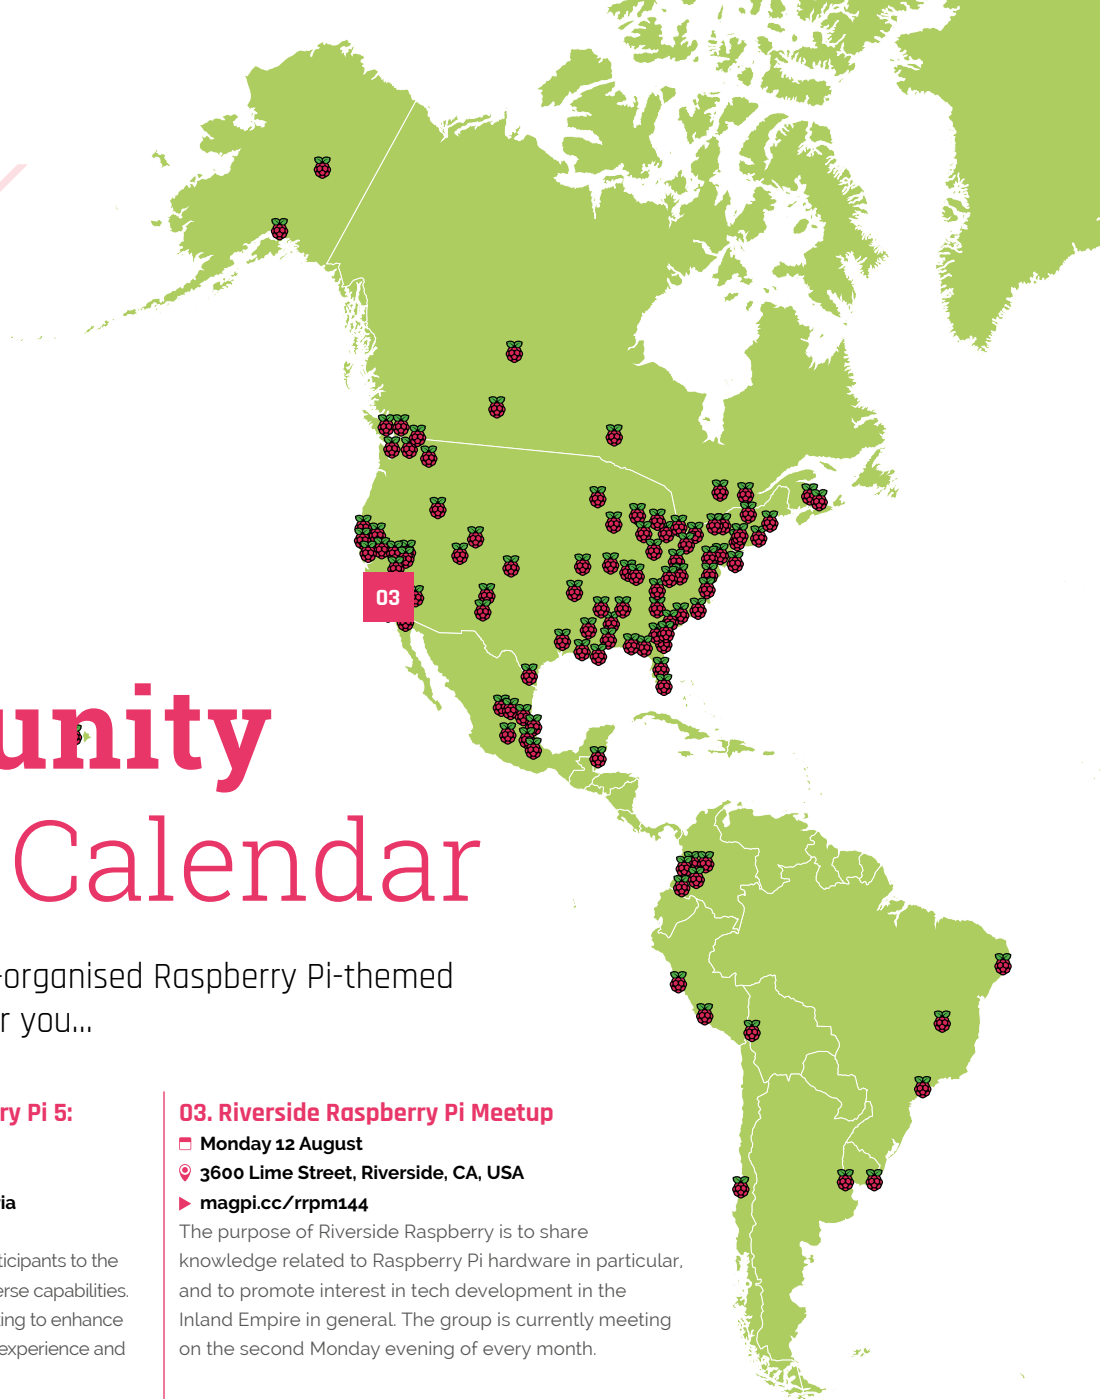 03
unity
Calendar
-organised Raspberry Pi-themed
r you...
ry Pi 5:
ia
ticipants to the
erse capabilities.
ing to enhance
experience and
03. Riverside Raspberry Pi Meetup
Monday 12 August
3600 Lime Street, Riverside, CA, USA
magpi.cc/rrpm144
The purpose of Riverside Raspberry is to share
knowledge related to Raspberry Pi hardware in particular,
and to promote interest in tech development in the
Inland Empire in general. The group is currently meeting
on the second Monday evening of every month.